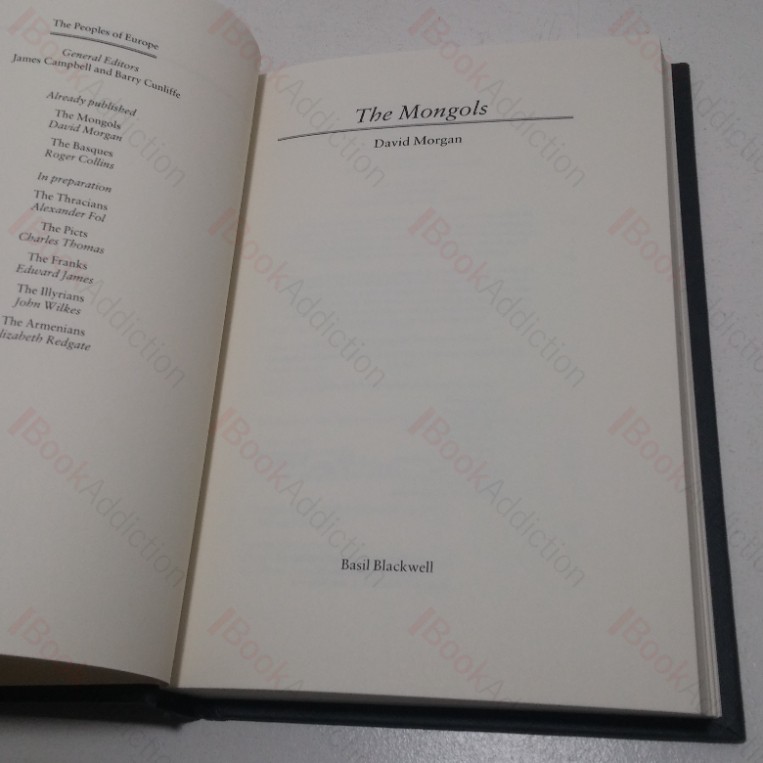 The Peoples of Europe
General Editors
James Campbell and Barry Cunliffe
Already published
The Mongols
David Morgan
The Basques
Roger Collins
In preparation
The Thracians
Alexander Fol
The Picts
Charles Thomas
The Franks
Edward James
The Illyrians
John Wilkes
The Armenians
lizabeth Redgate
The Mongols
David Morgan
Basil Blackwell
BookAddiction